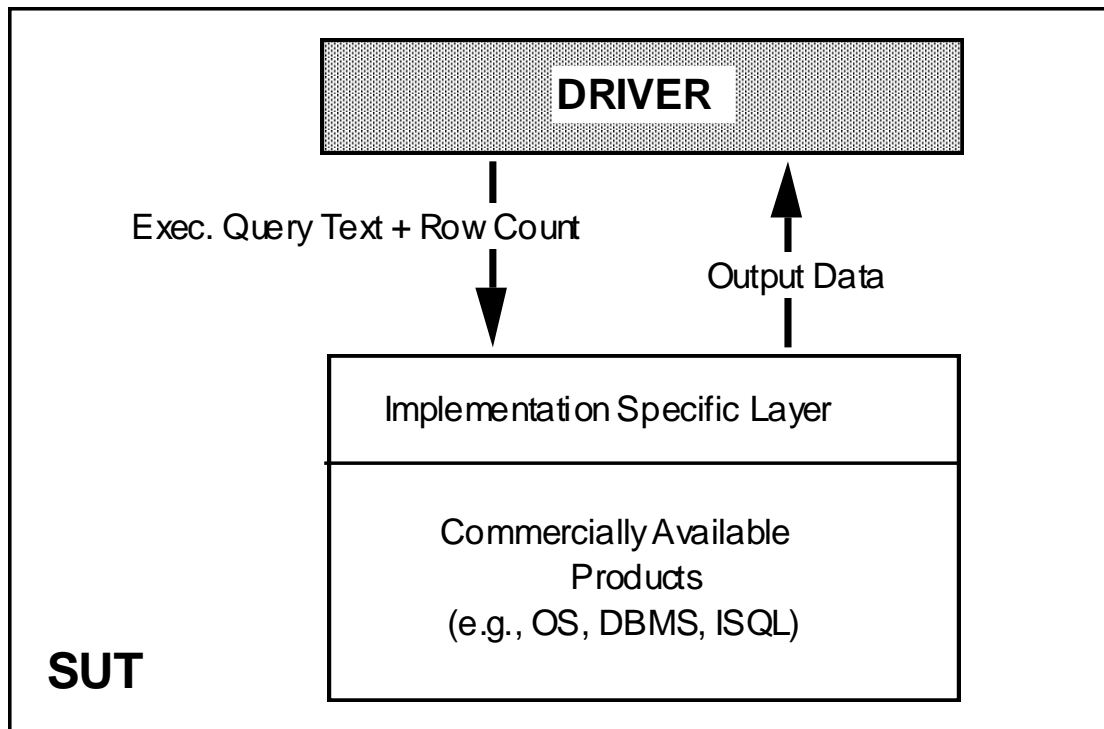 DRIVER
Exec. Query Text + Row Count
Output Data
Implementation Specific Layer
Commercially Available
Products
(e.g., OS, DBMS, ISQL)
SUT